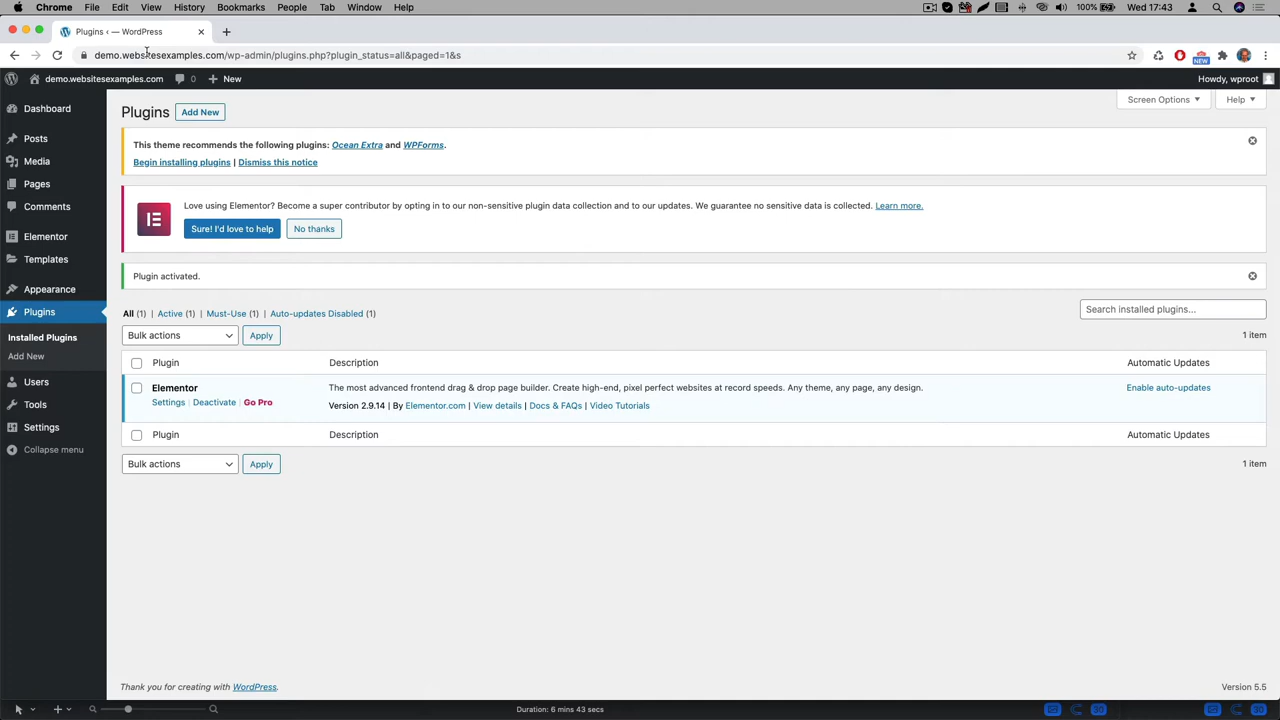 Chrome File Edit View History Bookmarks People Tab Window Help 100% Wed 17:43
Plugins ‹ — WordPress
demo.websitesexamples.com/wp-admin/plugins.php?plugin_status=all&paged=1&s
NEW
demo.websitesexamples.com 0 New Howdy, wproot
Dashboard
Posts
Media
Pages
Comments
Elementor
Templates
Appearance
Plugins
Installed Plugins
Add New
Users
Tools
Settings
Collapse menu
Screen Options Help
Plugins Add New
This theme recommends the following plugins: Ocean Extra and WPForms.
Begin installing plugins | Dismiss this notice
Love using Elementor? Become a super contributor by opting in to our non-sensitive plugin data collection and to our updates. We guarantee no sensitive data is collected. Learn more.
Sure! I'd love to help No thanks
Plugin activated.
All (1) | Active (1) | Must-Use (1) | Auto-updates Disabled (1)
Search installed plugins...
Bulk actions Apply 1 item
Plugin Description Automatic Updates
Elementor The most advanced frontend drag & drop page builder. Create high-end, pixel perfect websites at record speeds. Any theme, any page, any design. Enable auto-updates
Settings | Deactivate | Go Pro Version 2.9.14 | By Elementor.com | View details | Docs & FAQs | Video Tutorials
Plugin Description Automatic Updates
Bulk actions Apply 1 item
Thank you for creating with WordPress. Version 5.5
Duration: 6 mins 43 secs 30 30